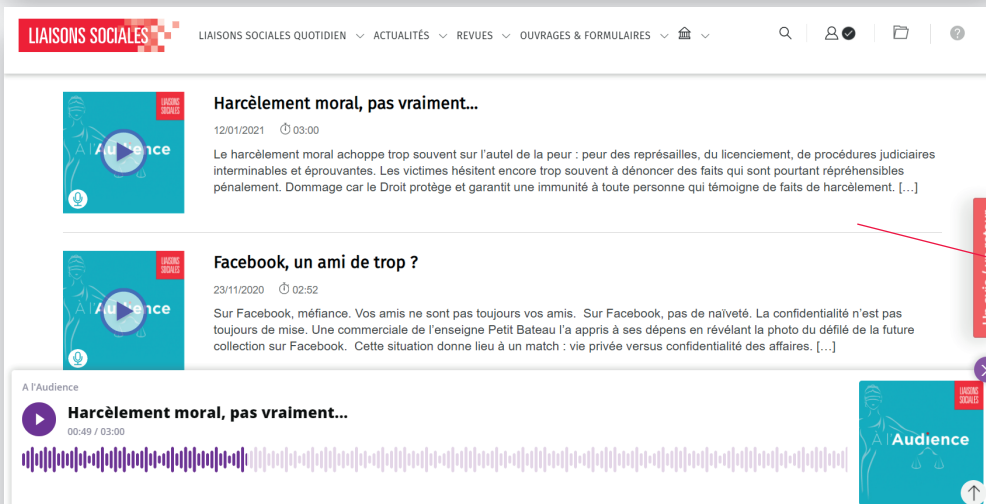 LIAISONS SOCIALES
LIAISONS SOCIALES QUOTIDIEN ACTUALITÉS REVUES OUVRAGES & FORMULAIRES
LIAISONS
SOCIALES
À l'Audience
Harcèlement moral, pas vraiment...
12/01/2021 03:00
Le harcèlement moral achoppe trop souvent sur l'autel de la peur : peur des représailles, du licenciement, de procédures judiciaires
interminables et éprouvantes. Les victimes hésitent encore trop souvent à dénoncer des faits qui sont pourtant répréhensibles
pénalement. Dommage car le Droit protège et garantit une immunité à toute personne qui témoigne de faits de harcèlement. […]
LIAISONS
SOCIALES
À l'Audience
Facebook, un ami de trop ?
23/11/2020 02:52
Sur Facebook, méfiance. Vos amis ne sont pas toujours vos amis. Sur Facebook, pas de naïveté. La confidentialité n'est pas
toujours de mise. Une commerciale de l'enseigne Petit Bateau l'a appris à ses dépens en révélant la photo du défilé de la future
collection sur Facebook. Cette situation donne lieu à un match : vie privée versus confidentialité des affaires. […]
A l'Audience
Harcèlement moral, pas vraiment...
00:49 / 03:00
LIAISONS
SOCIALES
À l'Audience